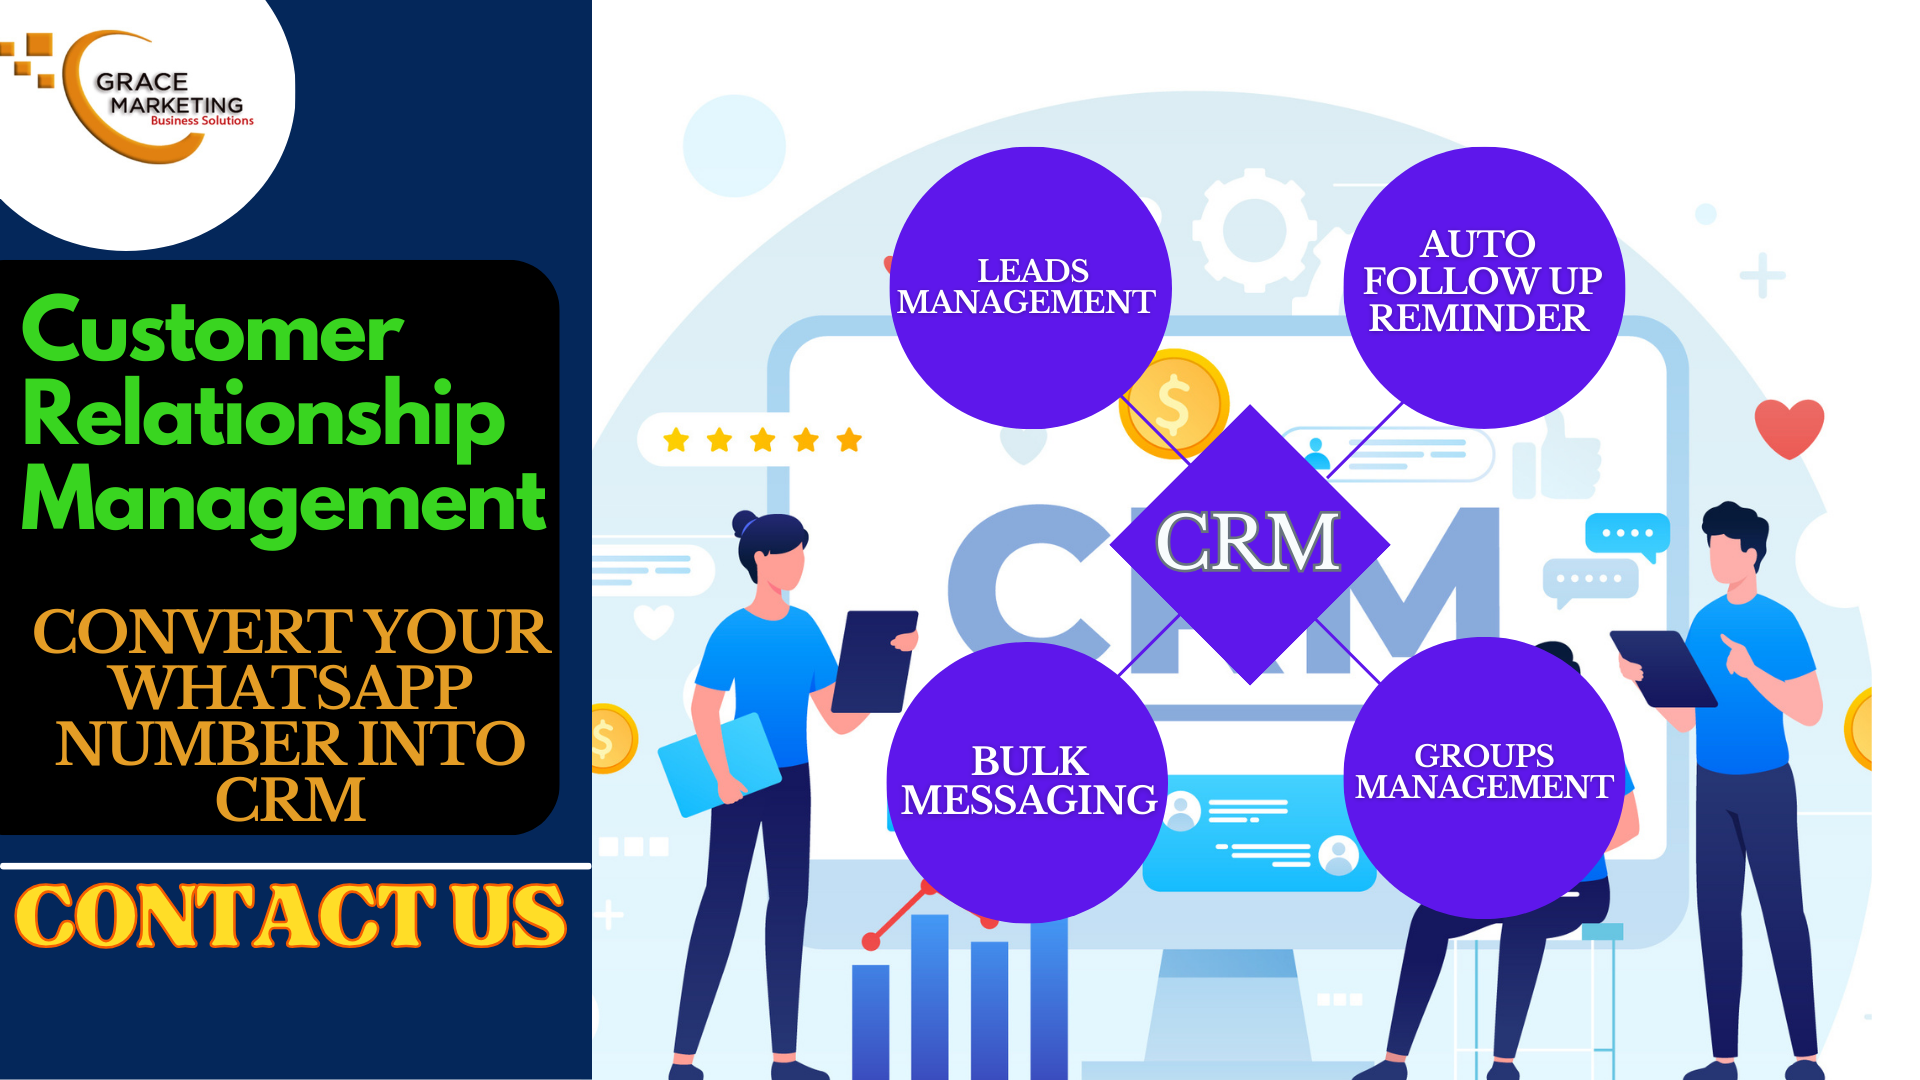 GRACE
MARKETING
Business Solutions
Customer
Relationship
Management
CONVERT YOUR
WHATSAPP
NUMBER INTO
CRM
CONTACT US
LEADS
MANAGEMENT
AUTO
FOLLOW UP
REMINDER
CRM
CRM
BULK
MESSAGING
GROUPS
MANAGEMENT